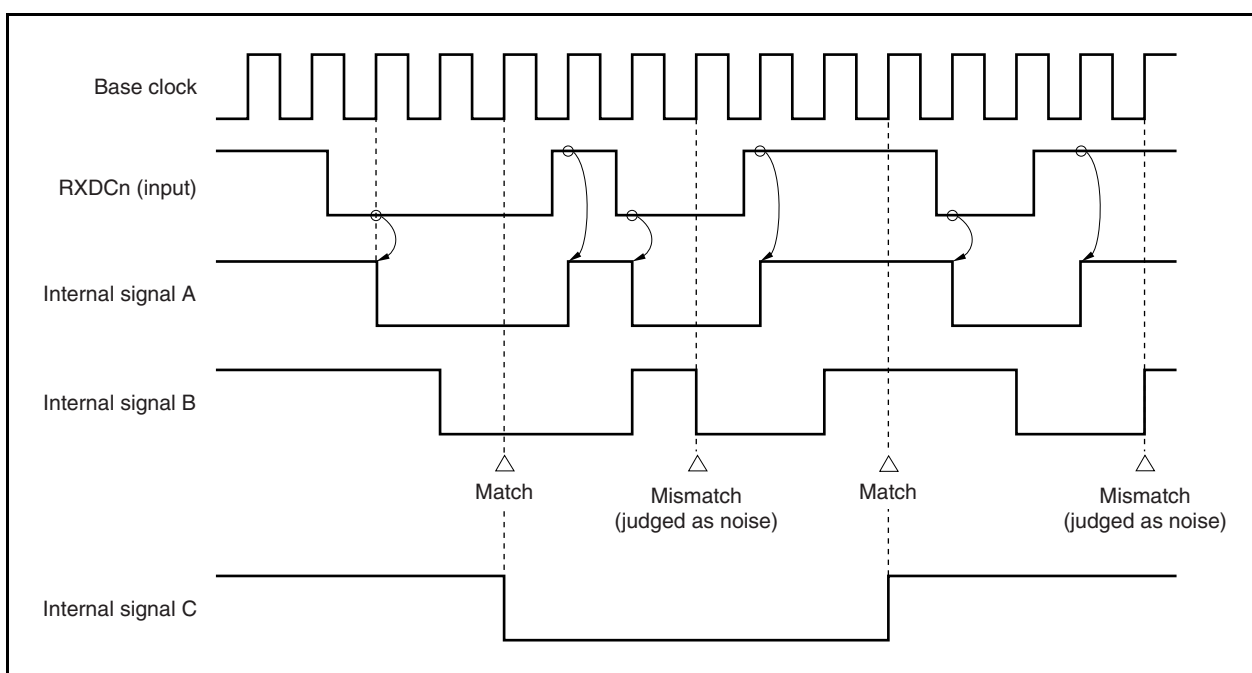 Base clock
RXDCn (input)
Internal signal A
Internal signal B
Match
Mismatch
(judged as noise)
Match
Mismatch
(judged as noise)
Internal signal C